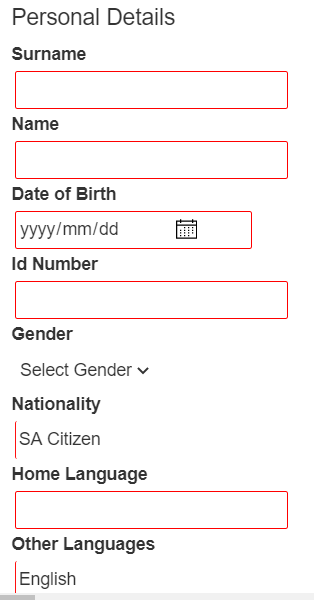 Personal Details
Surname
Name
Date of Birth
yyyy/mm/dd
Id Number
Gender
Select Gender
Nationality
SA Citizen
Home Language
Other Languages
English